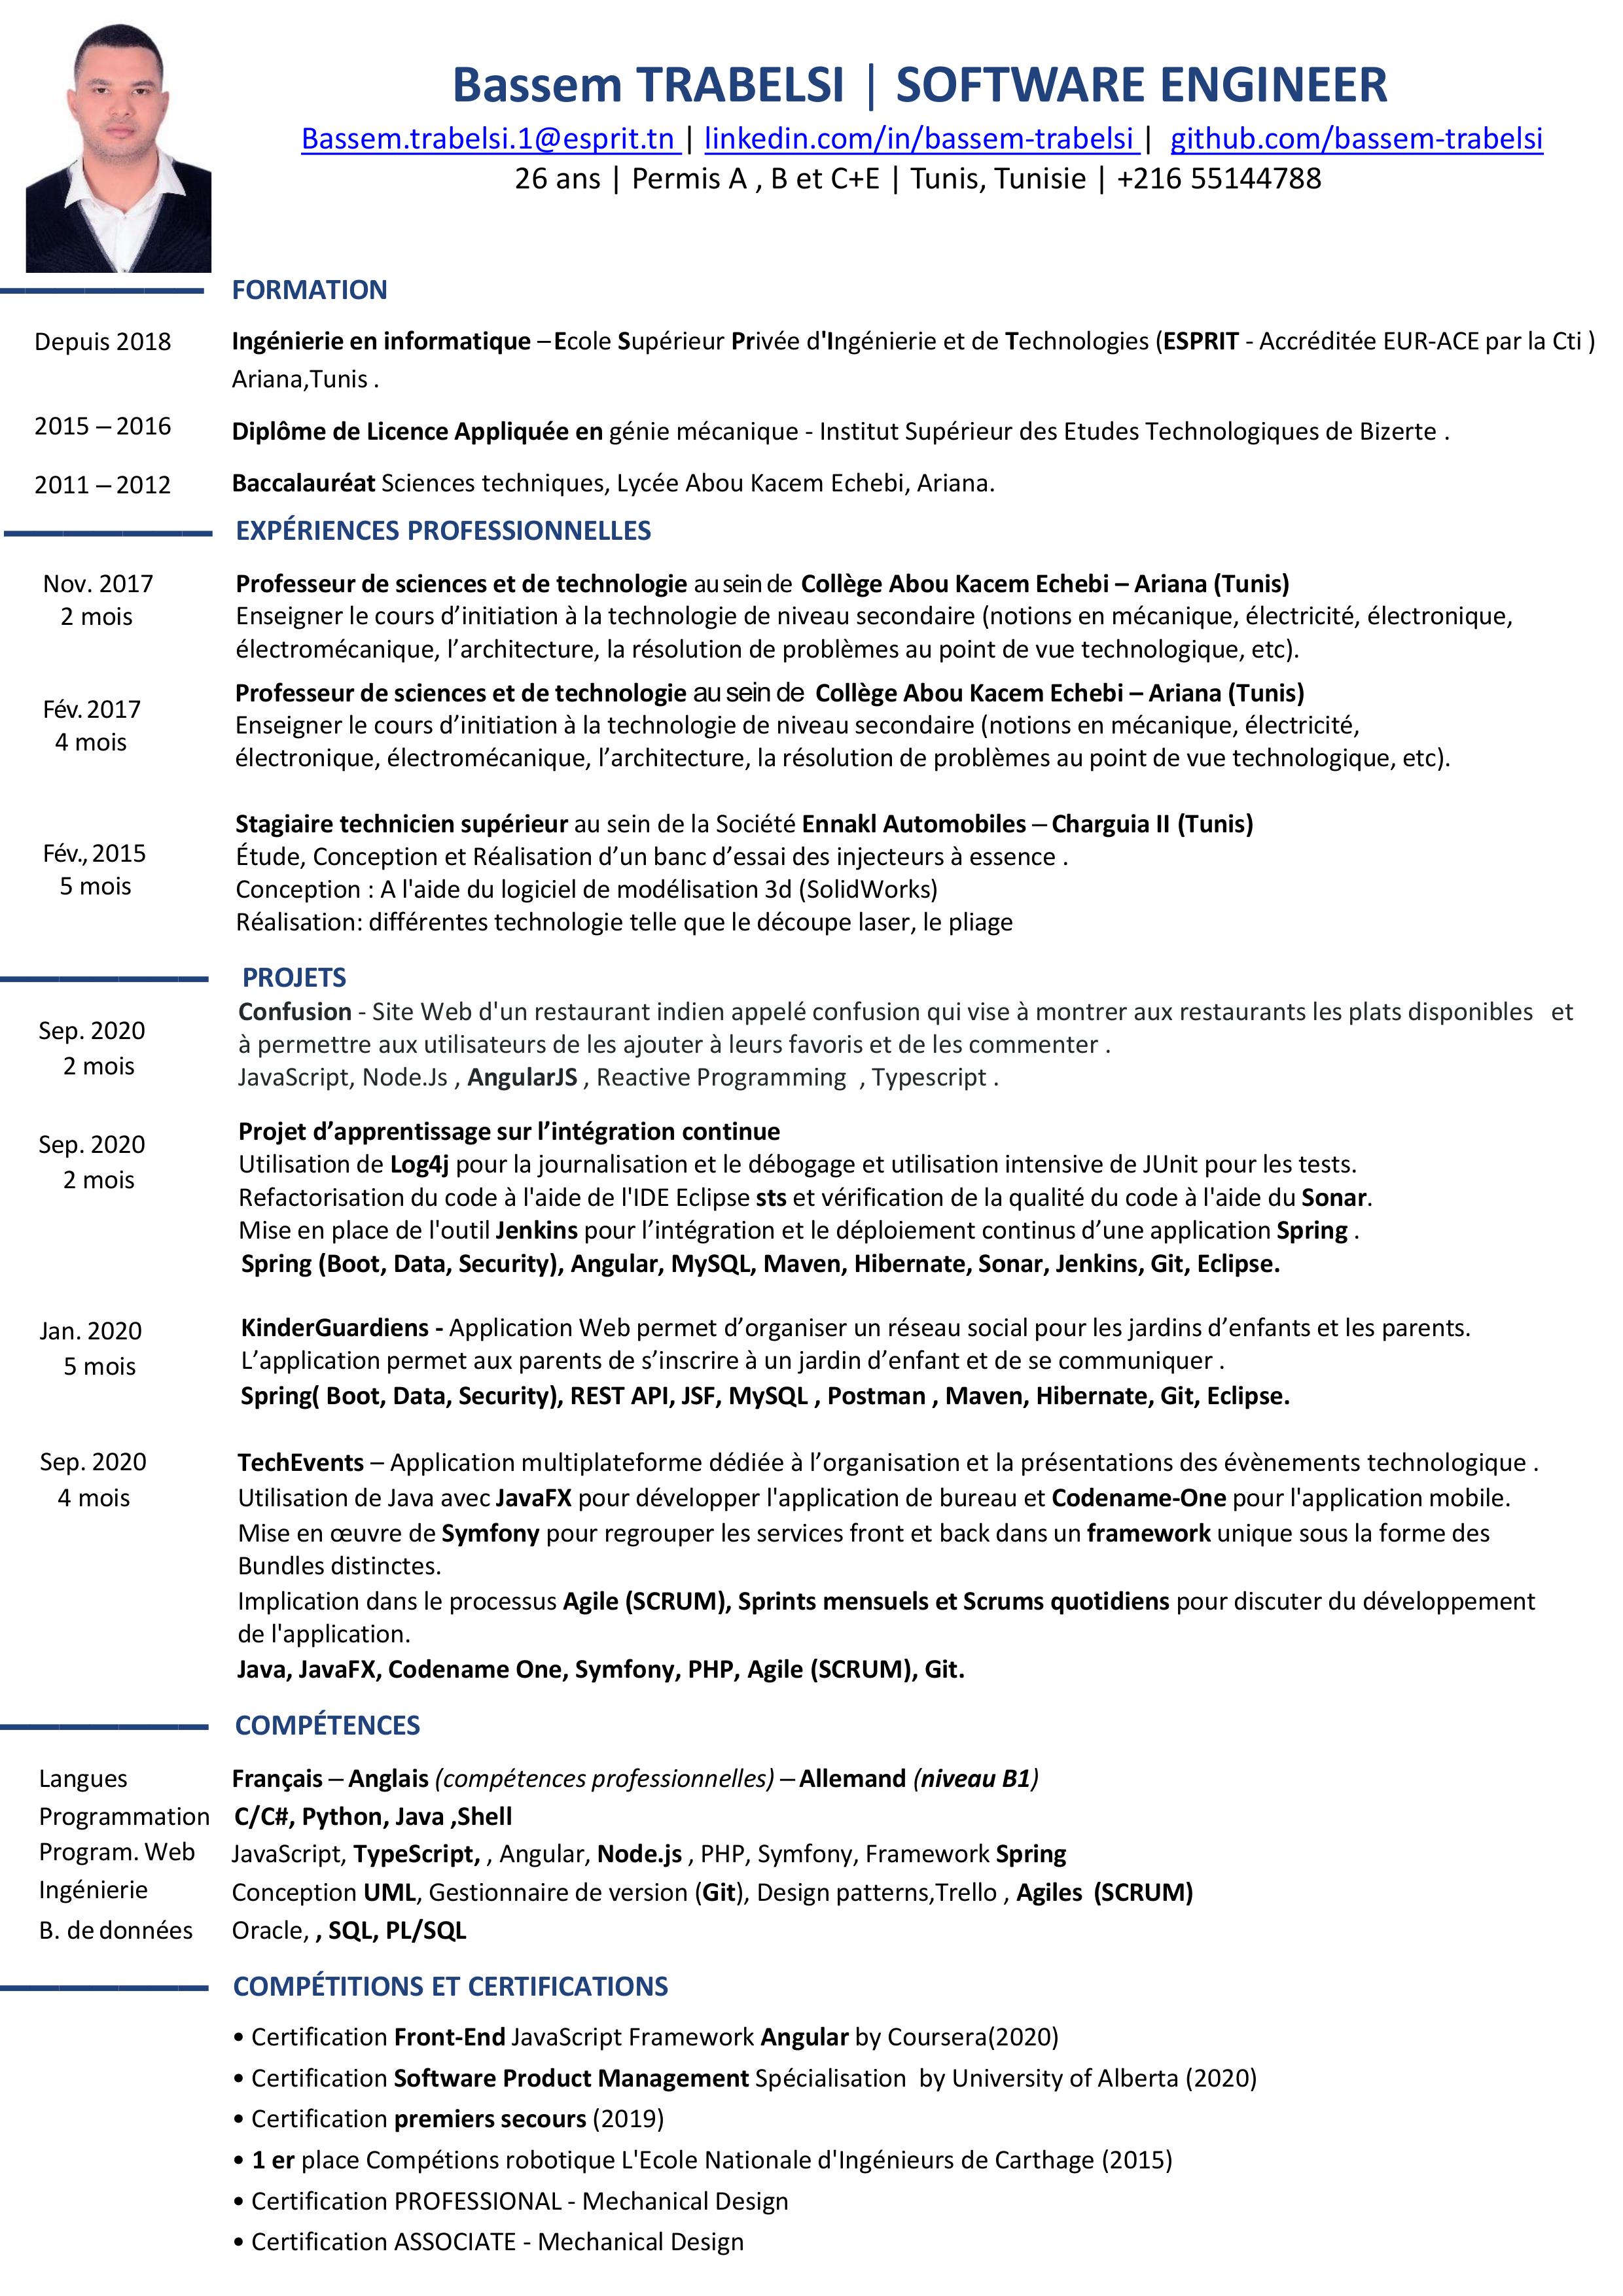 Bassem TRABELSI | SOFTWARE ENGINEER
Bassem.trabelsi.1@esprit.tn | linkedin.com/in/bassem-trabelsi | github.com/bassem-trabelsi
26 ans | Permis A , B et C+E | Tunis, Tunisie | +216 55144788
FORMATION
Depuis 2018 Ingénierie en informatique – Ecole Supérieur Privée d'Ingénierie et de Technologies (ESPRIT - Accréditée EUR-ACE par la Cti )
Ariana,Tunis .
2015 – 2016 Diplôme de Licence Appliquée en génie mécanique - Institut Supérieur des Etudes Technologiques de Bizerte .
2011 – 2012 Baccalauréat Sciences techniques, Lycée Abou Kacem Echebi, Ariana.
EXPÉRIENCES PROFESSIONNELLES
Nov. 2017 Professeur de sciences et de technologie au sein de Collège Abou Kacem Echebi – Ariana (Tunis)
2 mois Enseigner le cours d’initiation à la technologie de niveau secondaire (notions en mécanique, électricité, électronique,
électromécanique, l’architecture, la résolution de problèmes au point de vue technologique, etc).
Fév. 2017 Professeur de sciences et de technologie au sein de Collège Abou Kacem Echebi – Ariana (Tunis)
4 mois Enseigner le cours d’initiation à la technologie de niveau secondaire (notions en mécanique, électricité,
électronique, électromécanique, l’architecture, la résolution de problèmes au point de vue technologique, etc).
Stagiaire technicien supérieur au sein de la Société Ennakl Automobiles – Charguia II (Tunis)
Fév., 2015 Étude, Conception et Réalisation d’un banc d’essai des injecteurs à essence .
5 mois Conception : A l'aide du logiciel de modélisation 3d (SolidWorks)
Réalisation: différentes technologie telle que le découpe laser, le pliage
PROJETS
Confusion - Site Web d'un restaurant indien appelé confusion qui vise à montrer aux restaurants les plats disponibles et
Sep. 2020 à permettre aux utilisateurs de les ajouter à leurs favoris et de les commenter .
2 mois JavaScript, Node.Js , AngularJS , Reactive Programming , Typescript .
Projet d’apprentissage sur l’intégration continue
Sep. 2020 Utilisation de Log4j pour la journalisation et le débogage et utilisation intensive de JUnit pour les tests.
2 mois Refactorisation du code à l'aide de l'IDE Eclipse sts et vérification de la qualité du code à l'aide du Sonar.
Mise en place de l'outil Jenkins pour l’intégration et le déploiement continus d’une application Spring .
Spring (Boot, Data, Security), Angular, MySQL, Maven, Hibernate, Sonar, Jenkins, Git, Eclipse.
Jan. 2020 KinderGuardiens - Application Web permet d’organiser un réseau social pour les jardins d’enfants et les parents.
5 mois L’application permet aux parents de s’inscrire à un jardin d’enfant et de se communiquer .
Spring( Boot, Data, Security), REST API, JSF, MySQL , Postman , Maven, Hibernate, Git, Eclipse.
Sep. 2020 TechEvents – Application multiplateforme dédiée à l’organisation et la présentations des évènements technologique .
4 mois Utilisation de Java avec JavaFX pour développer l'application de bureau et Codename-One pour l'application mobile.
Mise en œuvre de Symfony pour regrouper les services front et back dans un framework unique sous la forme des
Bundles distinctes.
Implication dans le processus Agile (SCRUM), Sprints mensuels et Scrums quotidiens pour discuter du développement
de l'application.
Java, JavaFX, Codename One, Symfony, PHP, Agile (SCRUM), Git.
COMPÉTENCES
Langues Français – Anglais (compétences professionnelles) – Allemand (niveau B1)
Programmation C/C#, Python, Java ,Shell
Program. Web JavaScript, TypeScript, , Angular, Node.js , PHP, Symfony, Framework Spring
Ingénierie Conception UML, Gestionnaire de version (Git), Design patterns,Trello , Agiles (SCRUM)
B. de données Oracle, , SQL, PL/SQL
COMPÉTITIONS ET CERTIFICATIONS
• Certification Front-End JavaScript Framework Angular by Coursera(2020)
• Certification Software Product Management Spécialisation by University of Alberta (2020)
• Certification premiers secours (2019)
• 1 er place Compétions robotique L'Ecole Nationale d'Ingénieurs de Carthage (2015)
• Certification PROFESSIONAL - Mechanical Design
• Certification ASSOCIATE - Mechanical Design